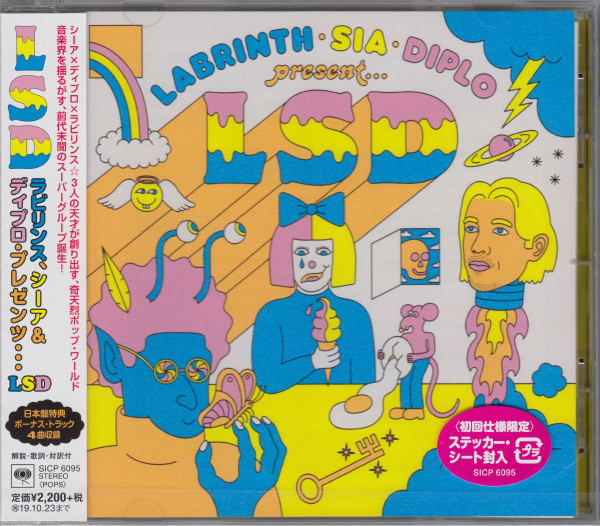 LSD
シーア×ディプロ×ラビリンス☆3人の天才が創り出す、奇天烈ポップ・ワールド
音楽界を揺るがす、前代未聞のスーパーグループ誕生!
ラビリンス、シーア&
ディプロ・プレゼンツ…
LSD
日本盤特典
ボーナス・トラック
4曲収録
解説・歌詞・対訳付
SICP 6095
STEREO
(POPS)
定価¥2,200+税
Ⓡ19.10.23まで
LABRINTH・SIA・DIPLO
present...
LSD
〈初回仕様限定〉
ステッカー・
シート封入
SICP 6095